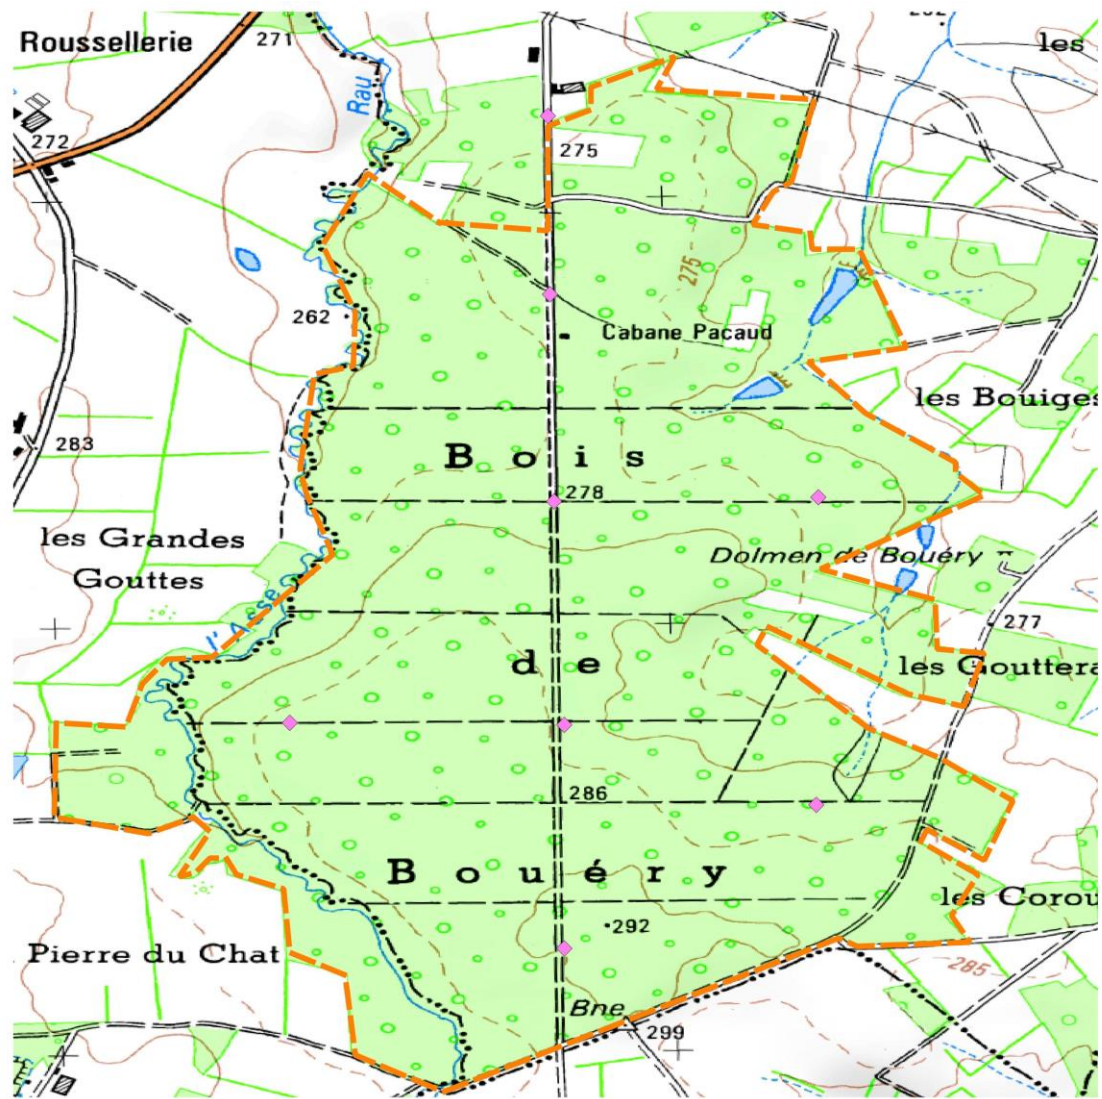 Roussellerie
271
les
Rau
272
275
275
262
Cabane Pacaud
les Bouiges
283
Bois
278
les Grandes
Gouttes
Dolmen de Bouéry
l'Asse
277
de
les Gouttera
286
Bouéry
les Corou
292
Pierre du Chat
285
Bne
299